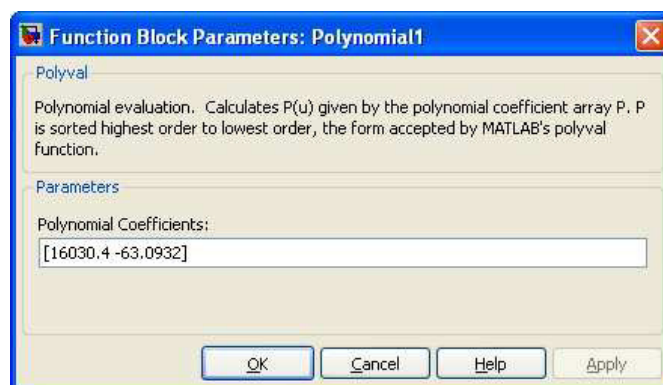 Function Block Parameters: Polynomial1
Polyval
Polynomial evaluation. Calculates P(u) given by the polynomial coefficient array P. P
is sorted highest order to lowest order, the form accepted by MATLAB's polyval
function.
Parameters
Polynomial Coefficients:
[16030.4 -63.0932]
OK Cancel Help Apply